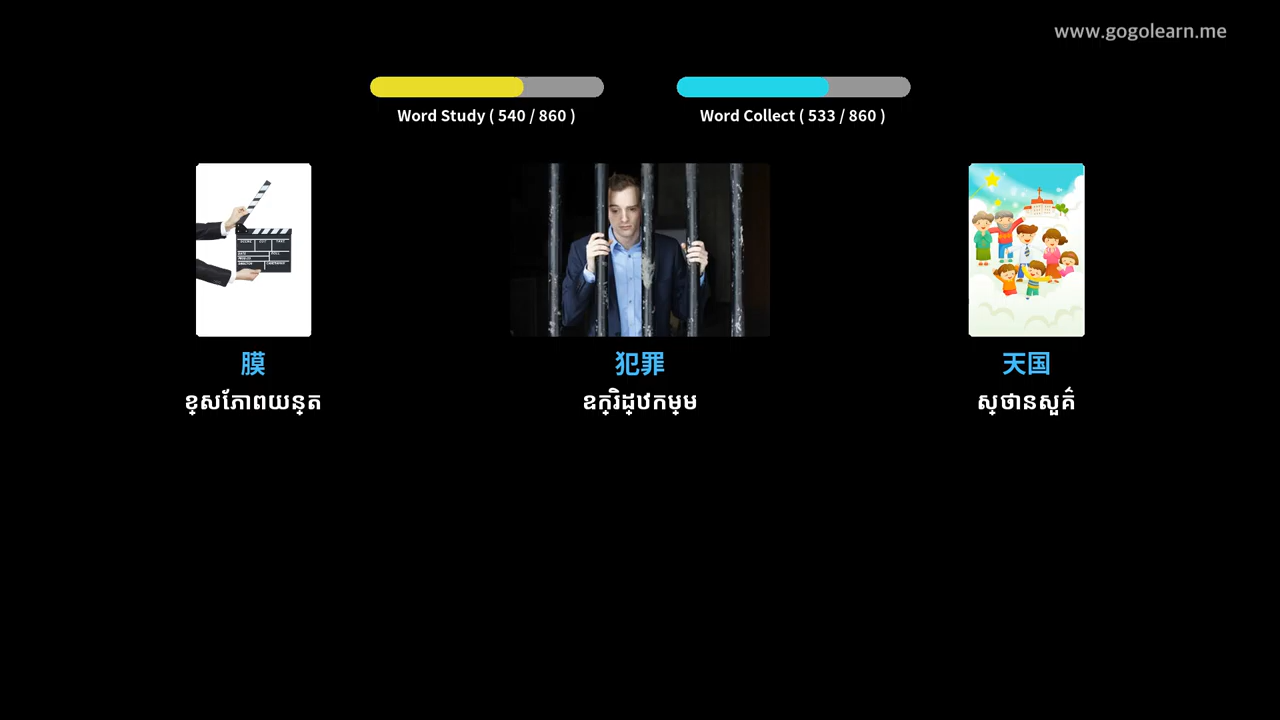 www.gogolearn.me
Word Study ( 540 / 860 )
Word Collect ( 533 / 860 )
膜
犯罪
天国
ខ្សែភាពយន្ត
ឧក្រិដ្ឋកម្ម
ស្ថានសួគ៌